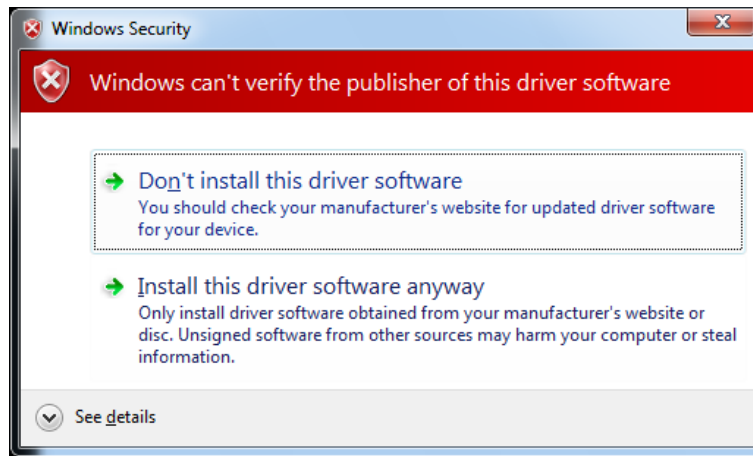 Windows Security
Windows can't verify the publisher of this driver software
Don't install this driver software
You should check your manufacturer's website for updated driver software
for your device.
Install this driver software anyway
Only install driver software obtained from your manufacturer's website or
disc. Unsigned software from other sources may harm your computer or steal
information.
See details